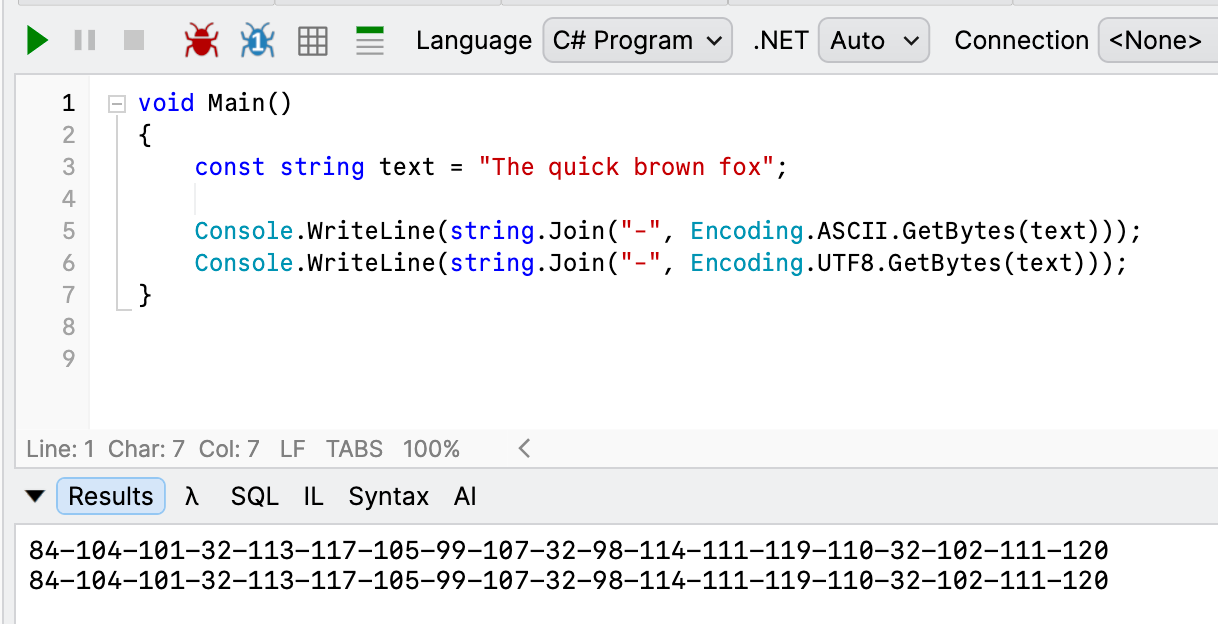 Language C# Program .NET Auto Connection <None>
1 void Main()
2 {
3 const string text = "The quick brown fox";
4
5 Console.WriteLine(string.Join("-", Encoding.ASCII.GetBytes(text)));
6 Console.WriteLine(string.Join("-", Encoding.UTF8.GetBytes(text)));
7 }
8
9
Line: 1 Char: 7 Col: 7 LF TABS 100%
Results λ SQL IL Syntax AI
84-104-101-32-113-117-105-99-107-32-98-114-111-119-110-32-102-111-120
84-104-101-32-113-117-105-99-107-32-98-114-111-119-110-32-102-111-120